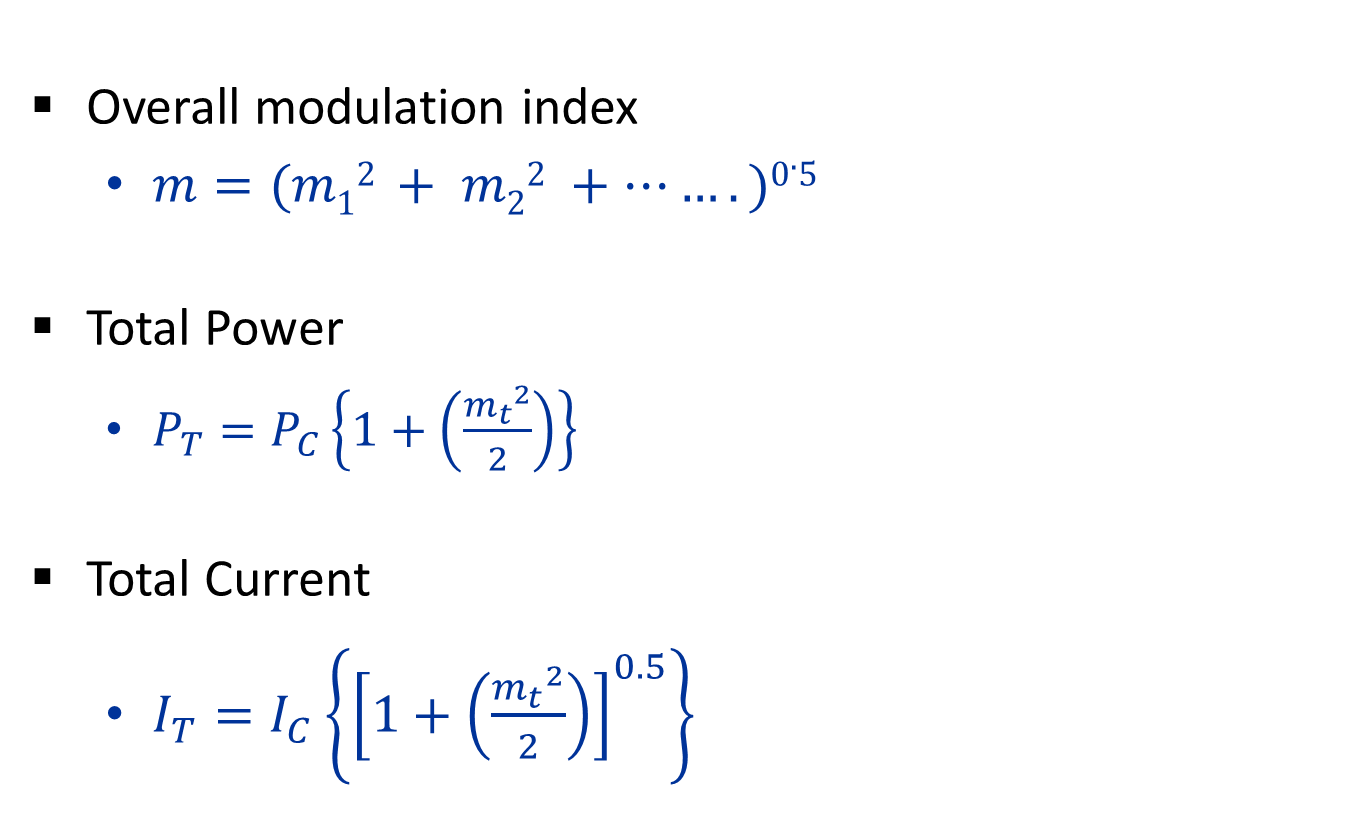 ▪ Overall modulation index
• m = (m₁² + m₂² + ⋯ … . )^0·5
▪ Total Power
• P_T = P_C {1 + (m_t²/2)}
▪ Total Current
• I_T = I_C {[1 + (m_t²/2)]^0.5}